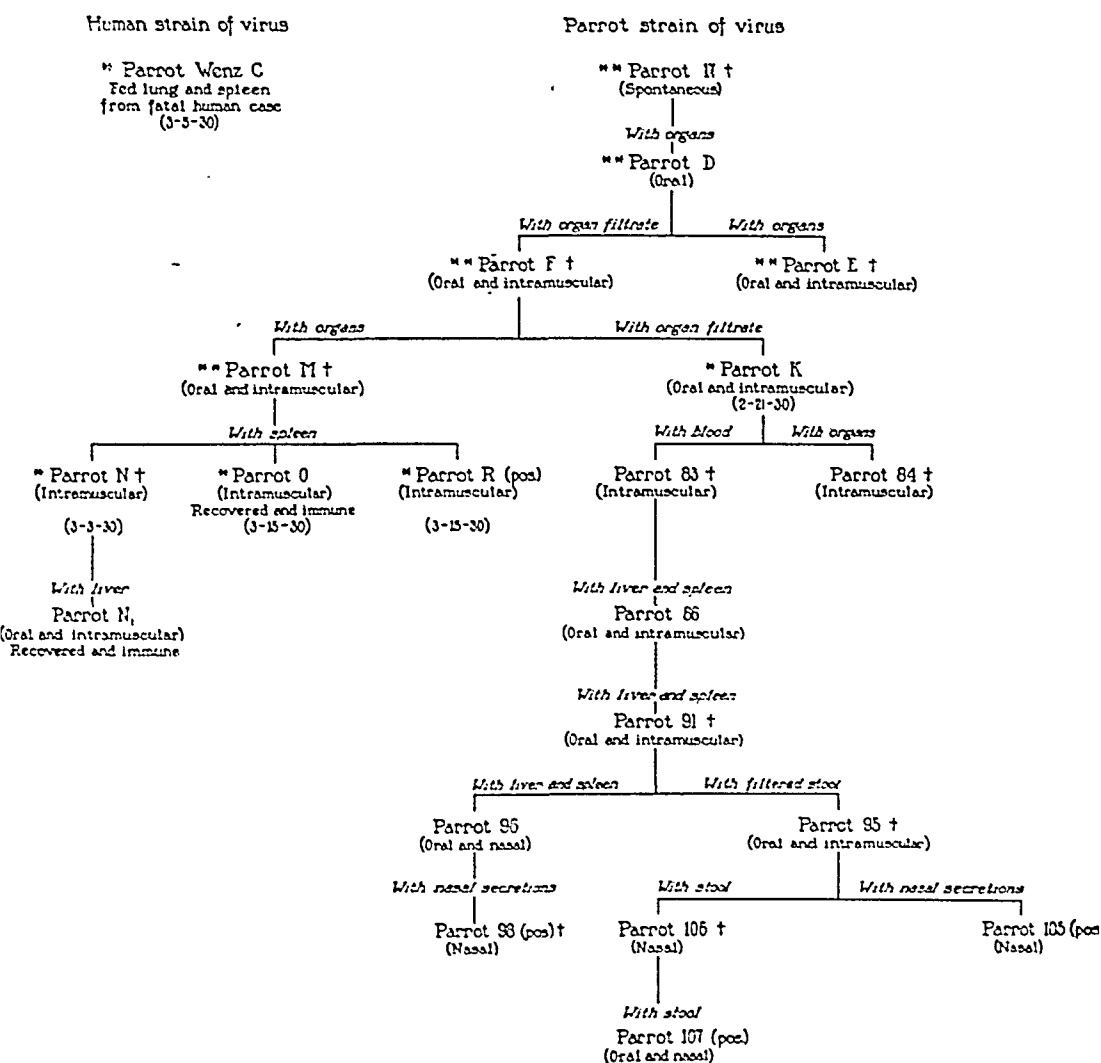 Human strain of virus
Parrot strain of virus
* Parrot Wenz C
Fed lung and spleen
from fatal human case
(3-5-30)
** Parrot 17 †
(Spontaneous)
With organs
** Parrot D
(Oral)
With organ filtrate
With organs
** Parrot F †
(Oral and intramuscular)
** Parrot E †
(Oral and intramuscular)
With organs
With organ filtrate
** Parrot M †
(Oral and intramuscular)
* Parrot K
(Oral and intramuscular)
(2-21-30)
With spleen
With blood
With organs
* Parrot N †
(Intramuscular)
(3-3-30)
* Parrot O
(Intramuscular)
Recovered and immune
(3-15-30)
* Parrot R (pos.)
(Intramuscular)
(3-15-30)
Parrot 83 †
(Intramuscular)
Parrot 84 †
(Intramuscular)
With liver
Parrot N₁
(Oral and intramuscular)
Recovered and immune
With liver and spleen
Parrot 86
(Oral and intramuscular)
With liver and spleen
Parrot 91 †
(Oral and intramuscular)
With liver and spleen
With filtered stool
Parrot 96
(Oral and nasal)
Parrot 95 †
(Oral and intramuscular)
With nasal secretions
With stool
With nasal secretions
Parrot 98 (pos) †
(Nasal)
Parrot 106 †
(Nasal)
Parrot 105 (pos
(Nasal)
With stool
Parrot 107 (pos.)
(Oral and nasal)